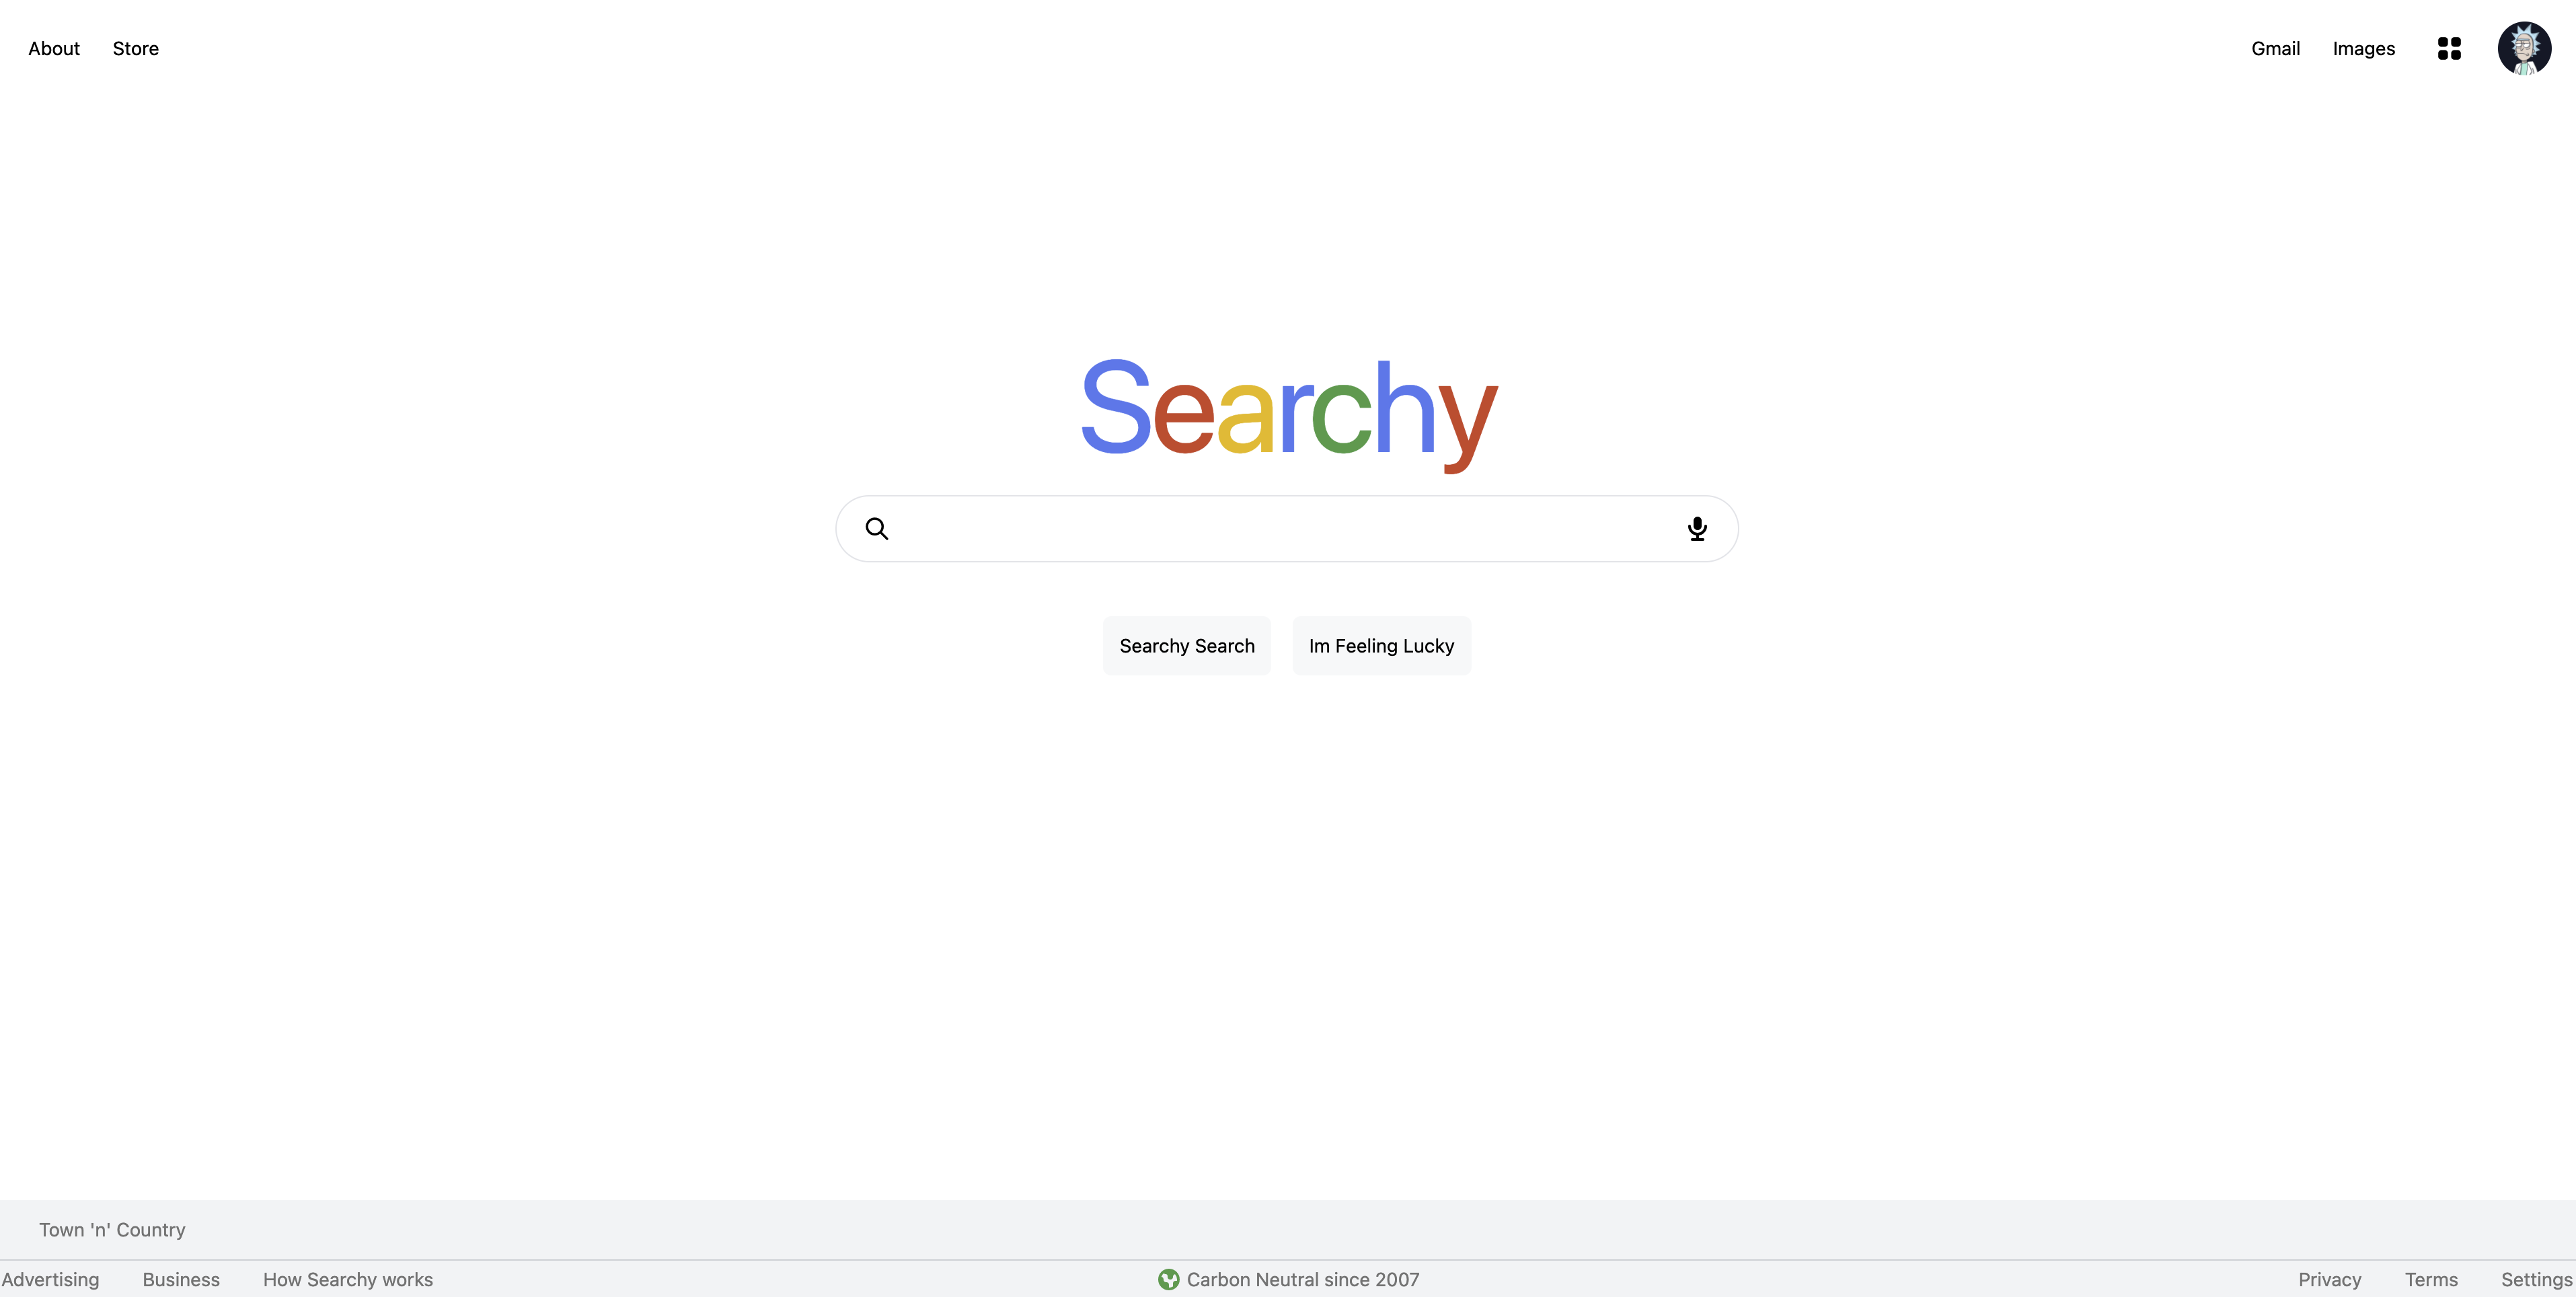 About Store Gmail Images
Searchy
Searchy Search Im Feeling Lucky
Town 'n' Country
Advertising Business How Searchy works Carbon Neutral since 2007 Privacy Terms Settings